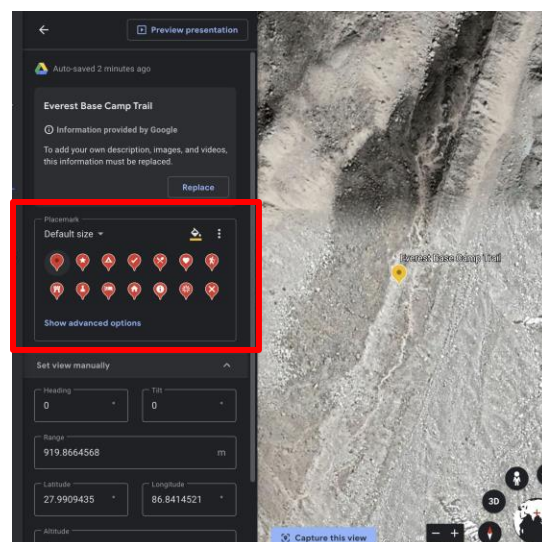 Preview presentation
Auto-saved 2 minutes ago
Everest Base Camp Trail
Information provided by Google
To add your own description, images, and videos,
this information must be replaced.
Replace
Placemark
Default size
Show advanced options
Set view manually
Heading
0 °
Tilt
0 °
Range
919.8664568 m
Latitude
27.9909435 °
Longitude
86.8414521 °
Altitude
Everest Base Camp Trail
3D
Capture this view